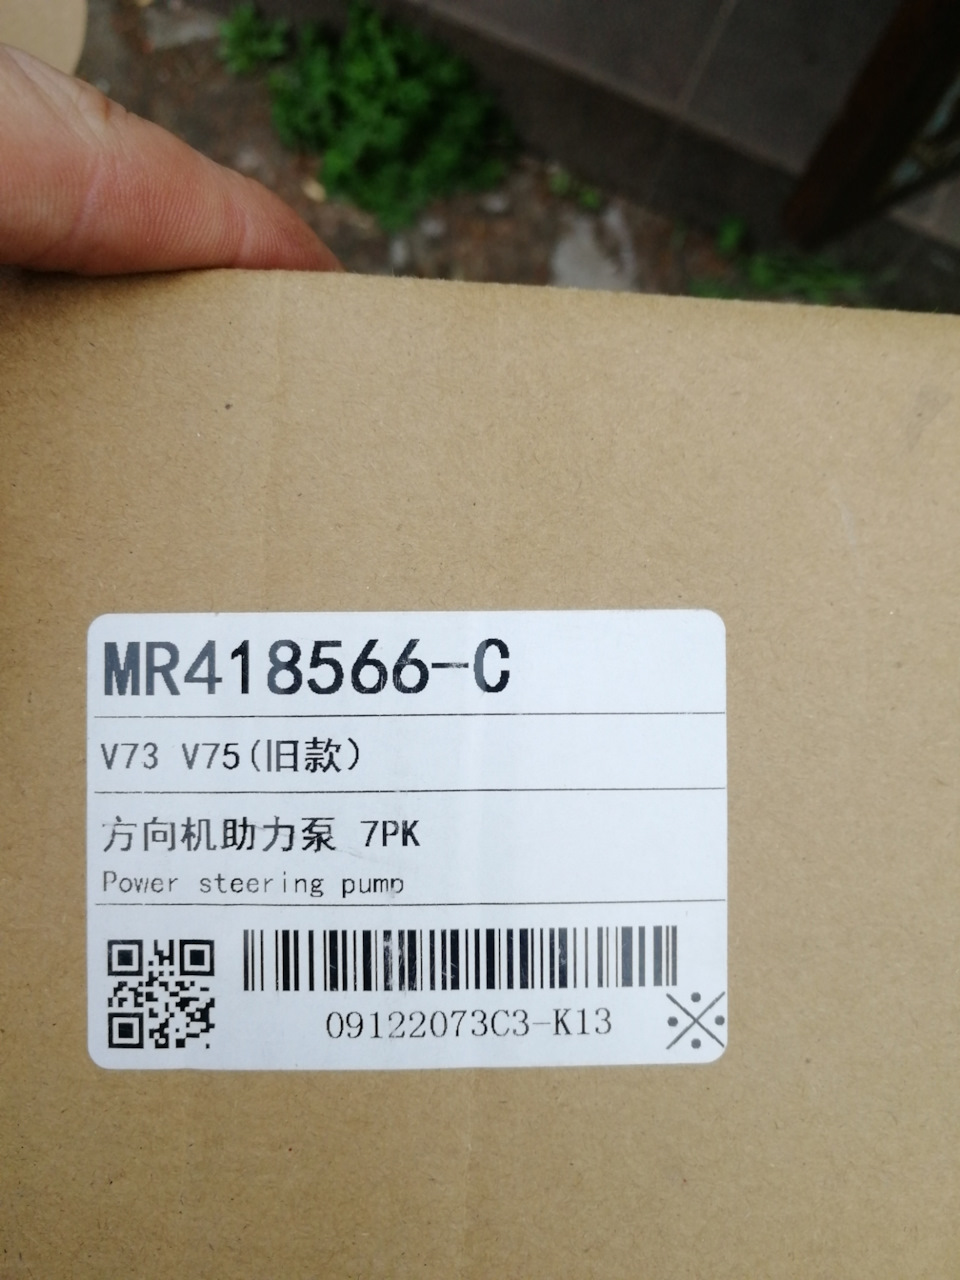 MR418566-C
V73 V75(旧款)
方向机助力泵 7PK
Power steering pump
09122073C3-K13